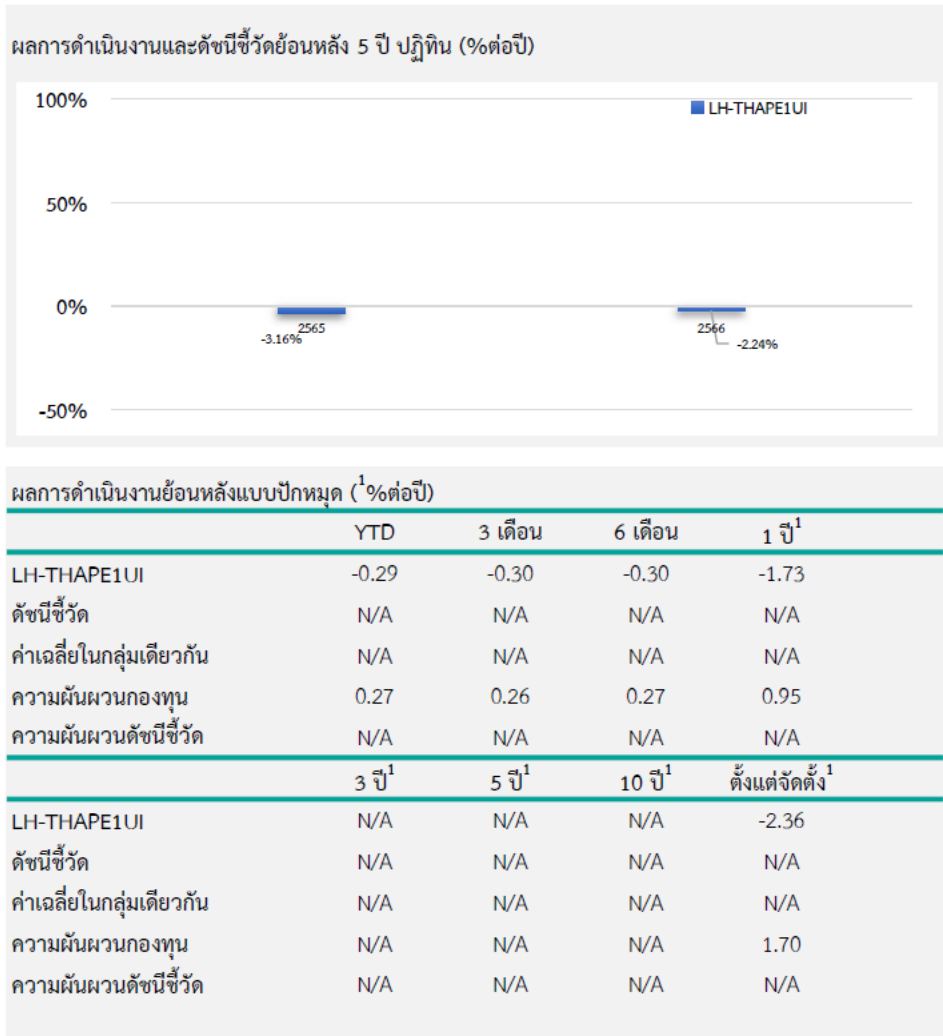 ผลการดำเนินงานและดัชนีชี้วัดย้อนหลัง 5 ปี ปฏิทิน (%ต่อปี)
100%
LH-THAPE1UI
50%
0%
2565
-3.16%
2566
-2.24%
-50%
ผลการดำเนินงานย้อนหลังแบบปักหมุด (¹%ต่อปี)
YTD 3 เดือน 6 เดือน 1 ปี¹
LH-THAPE1UI -0.29 -0.30 -0.30 -1.73
ดัชนีชี้วัด N/A N/A N/A N/A
ค่าเฉลี่ยในกลุ่มเดียวกัน N/A N/A N/A N/A
ความผันผวนกองทุน 0.27 0.26 0.27 0.95
ความผันผวนดัชนีชี้วัด N/A N/A N/A N/A
3 ปี¹ 5 ปี¹ 10 ปี¹ ตั้งแต่จัดตั้ง¹
LH-THAPE1UI N/A N/A N/A -2.36
ดัชนีชี้วัด N/A N/A N/A N/A
ค่าเฉลี่ยในกลุ่มเดียวกัน N/A N/A N/A N/A
ความผันผวนกองทุน N/A N/A N/A 1.70
ความผันผวนดัชนีชี้วัด N/A N/A N/A N/A